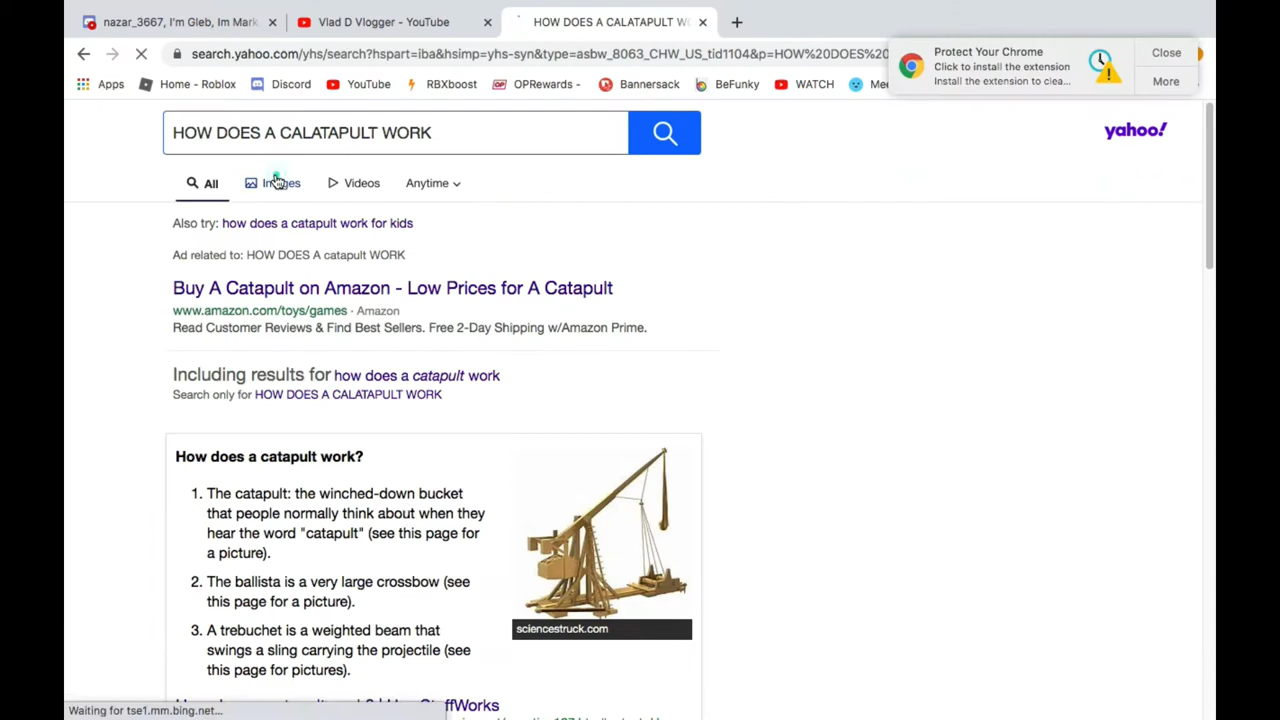 nazar_3667, I'm Gleb, Im Mark,
Vlad D Vlogger - YouTube
HOW DOES A CALATAPULT WO
search.yahoo.com/yhs/search?hspart=iba&hsimp=yhs-syn&type=asbw_8063_CHW_US_tid1104&p=HOW%20DOES%20
Protect Your Chrome
Click to install the extension
Install the extension to clea...
Close
More
Apps
Home - Roblox
Discord
YouTube
RBXboost
OPRewards -
Bannersack
BeFunky
WATCH
Mee
HOW DOES A CALATAPULT WORK
yahoo!
All
Images
Videos
Anytime
Also try: how does a catapult work for kids
Ad related to: HOW DOES A catapult WORK
Buy A Catapult on Amazon - Low Prices for A Catapult
www.amazon.com/toys/games · Amazon
Read Customer Reviews & Find Best Sellers. Free 2-Day Shipping w/Amazon Prime.
Including results for how does a catapult work
Search only for HOW DOES A CALATAPULT WORK
How does a catapult work?
1. The catapult: the winched-down bucket
that people normally think about when they
hear the word "catapult" (see this page for
a picture).
2. The ballista is a very large crossbow (see
this page for a picture).
3. A trebuchet is a weighted beam that
swings a sling carrying the projectile (see
this page for pictures).
sciencestruck.com
StuffWorks
Waiting for tse1.mm.bing.net...